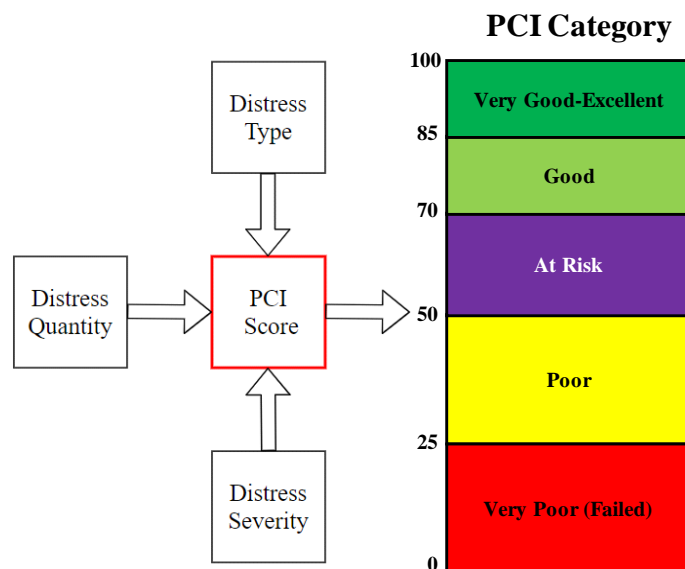 PCI Category
100
Very Good-Excellent
85
Good
70
At Risk
50
Poor
25
Very Poor (Failed)
0
Distress
Type
Distress
Quantity
PCI
Score
Distress
Severity